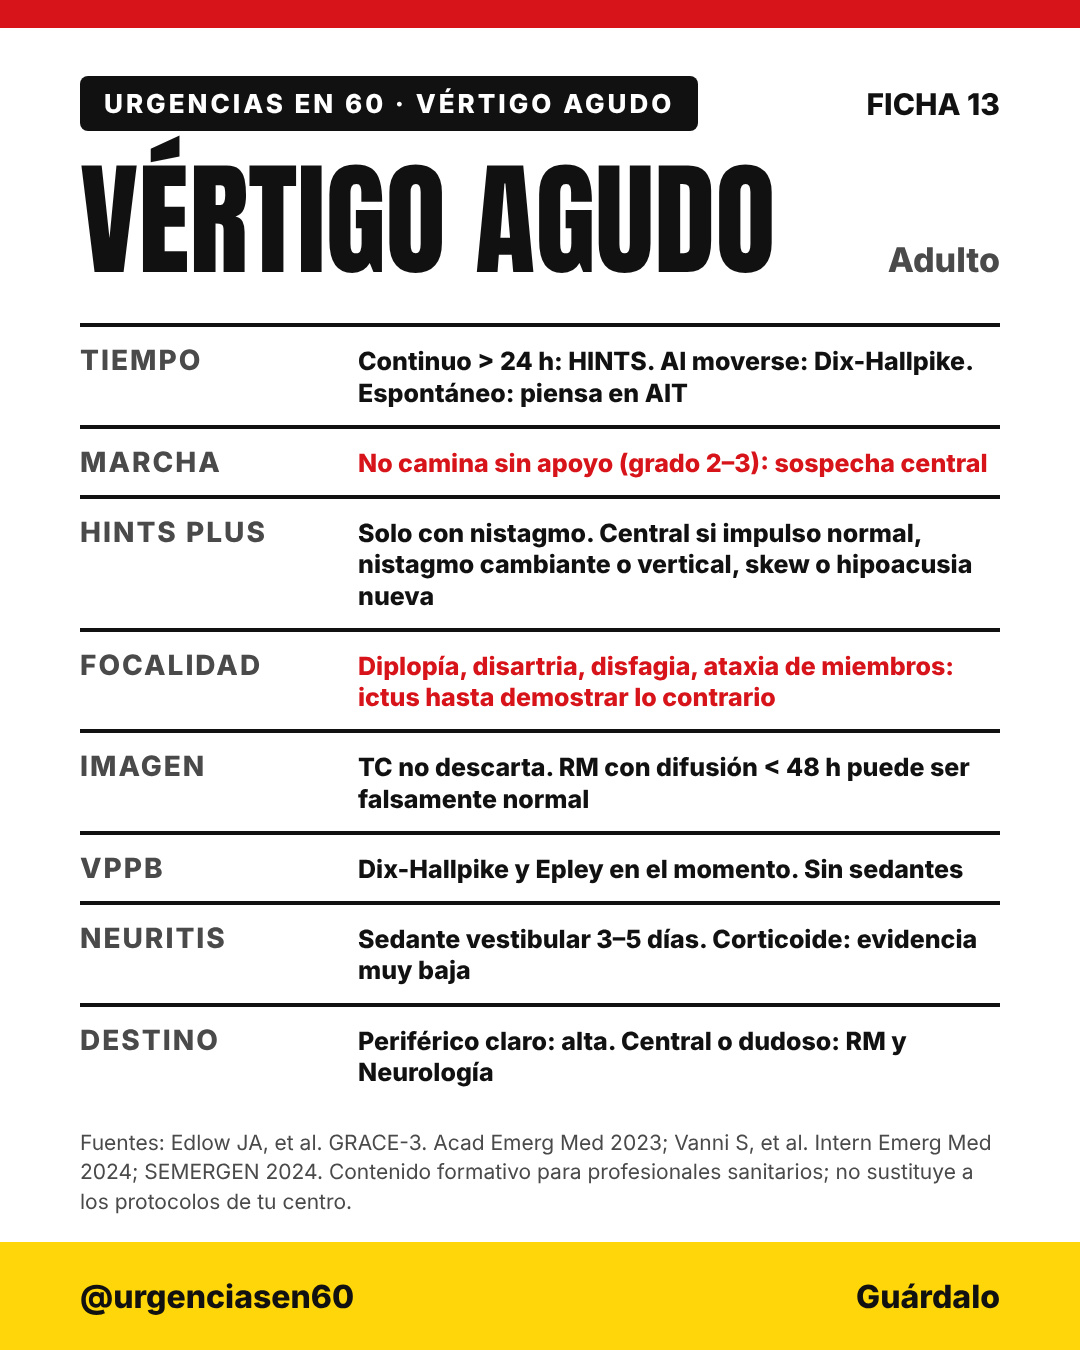 URGENCIAS EN 60 · VÉRTIGO AGUDO
FICHA 13
VÉRTIGO AGUDO
Adulto
TIEMPO
Continuo > 24 h: HINTS. Al moverse: Dix-Hallpike.
Espontáneo: piensa en AIT
MARCHA
No camina sin apoyo (grado 2–3): sospecha central
HINTS PLUS
Solo con nistagmo. Central si impulso normal,
nistagmo cambiante o vertical, skew o hipoacusia
nueva
FOCALIDAD
Diplopía, disartria, disfagia, ataxia de miembros:
ictus hasta demostrar lo contrario
IMAGEN
TC no descarta. RM con difusión < 48 h puede ser
falsamente normal
VPPB
Dix-Hallpike y Epley en el momento. Sin sedantes
NEURITIS
Sedante vestibular 3–5 días. Corticoide: evidencia
muy baja
DESTINO
Periférico claro: alta. Central o dudoso: RM y
Neurología
Fuentes: Edlow JA, et al. GRACE-3. Acad Emerg Med 2023; Vanni S, et al. Intern Emerg Med
2024; SEMERGEN 2024. Contenido formativo para profesionales sanitarios; no sustituye a
los protocolos de tu centro.
@urgenciasen60
Guárdalo